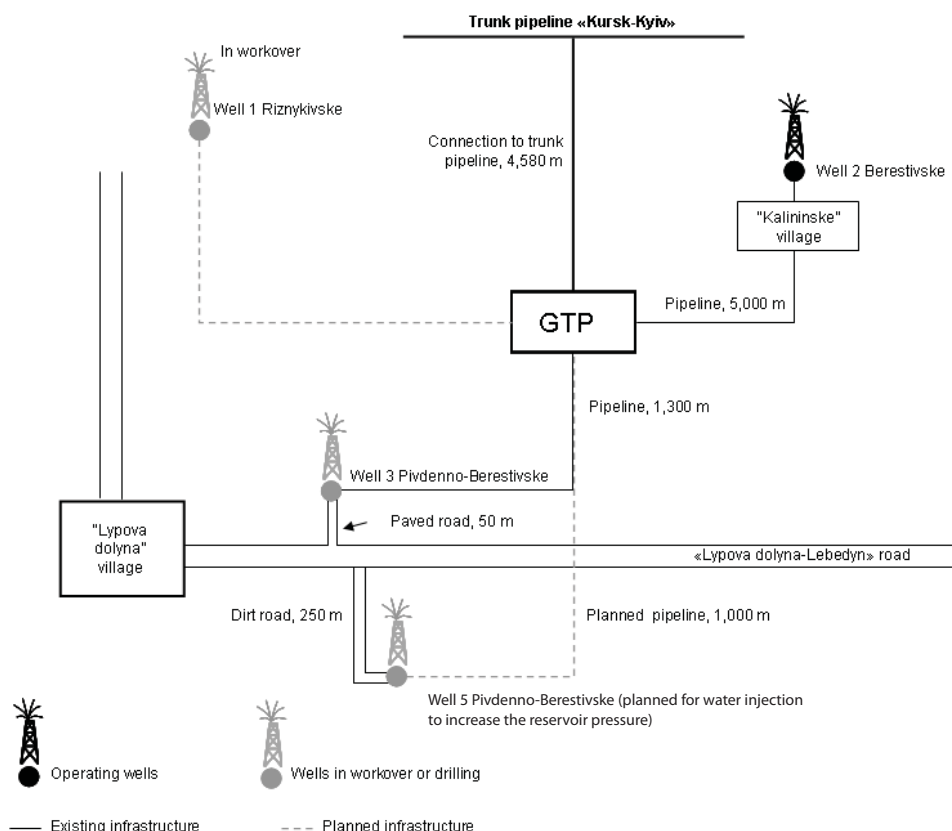 Trunk pipeline «Kursk-Kyiv»
In workover
Well 1 Riznykivske
Connection to trunk
pipeline, 4,580 m
Well 2 Berestivske
"Kalininske"
village
Pipeline, 5,000 m
GTP
Pipeline, 1,300 m
Well 3 Pivdenno-Berestivske
Paved road, 50 m
"Lypova
dolyna"
village
«Lypova dolyna-Lebedyn» road
Dirt road, 250 m
Planned pipeline, 1,000 m
Well 5 Pivdenno-Berestivske (planned for water injection
to increase the reservoir pressure)
Operating wells
Wells in workover or drilling
Existing infrastructure
Planned infrastructure